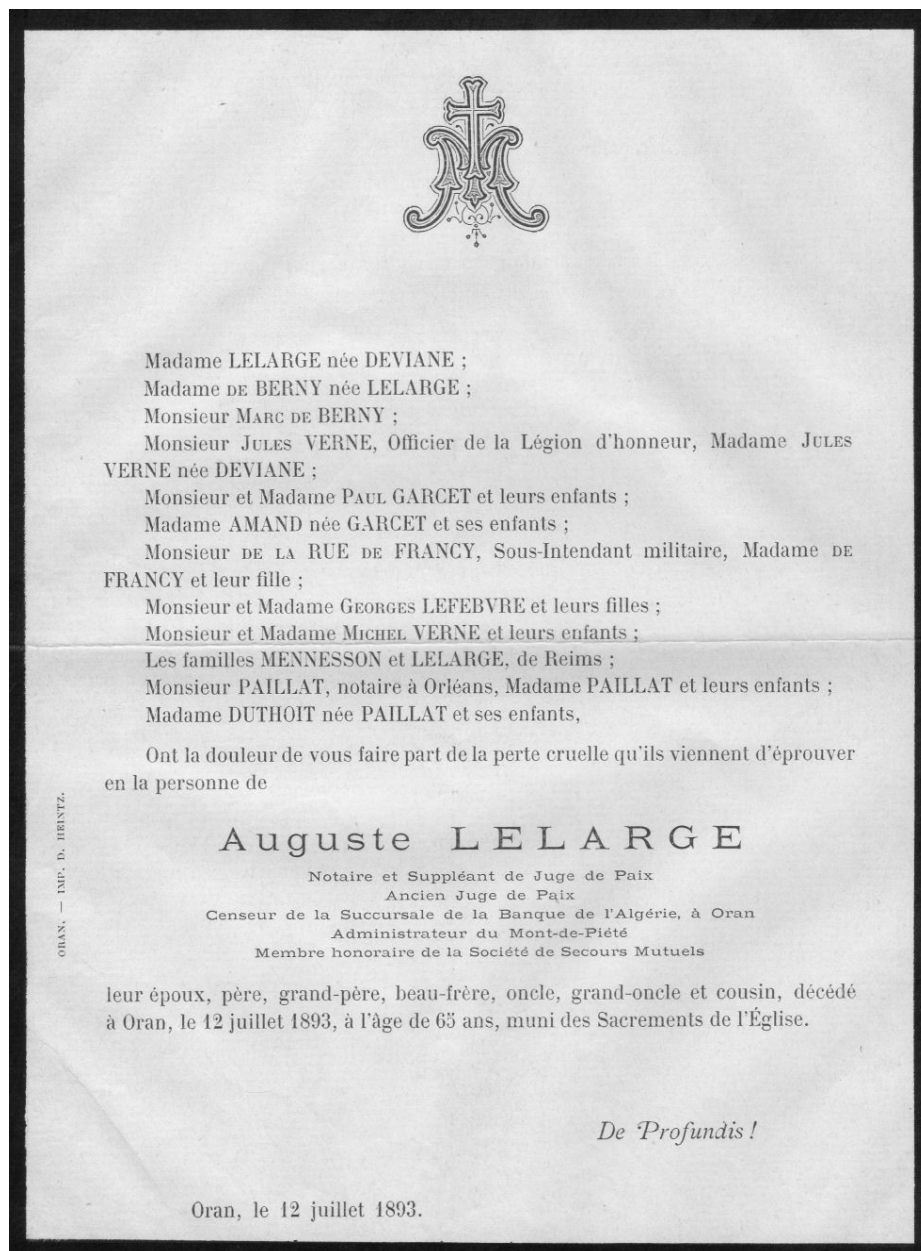 Madame LELARGE née DEVIANE ;
Madame DE BERNY née LELARGE ;
Monsieur MARC DE BERNY ;
Monsieur JULES VERNE, Officier de la Légion d'honneur, Madame JULES
VERNE née DEVIANE ;
Monsieur et Madame PAUL GARCET et leurs enfants ;
Madame AMAND née GARCET et ses enfants ;
Monsieur DE LA RUE DE FRANCY, Sous-Intendant militaire, Madame DE
FRANCY et leur fille ;
Monsieur et Madame GEORGES LEFEBVRE et leurs filles ;
Monsieur et Madame MICHEL VERNE et leurs enfants ;
Les familles MENNESSON et LELARGE, de Reims ;
Monsieur PAILLAT, notaire à Orléans, Madame PAILLAT et leurs enfants ;
Madame DUTHOIT née PAILLAT et ses enfants,
Ont la douleur de vous faire part de la perte cruelle qu'ils viennent d'éprouver
en la personne de
Auguste LELARGE
Notaire et Suppléant de Juge de Paix
Ancien Juge de Paix
Censeur de la Succursale de la Banque de l'Algérie, à Oran
Administrateur du Mont-de-Piété
Membre honoraire de la Société de Secours Mutuels
leur époux, père, grand-père, beau-frère, oncle, grand-oncle et cousin, décédé
à Oran, le 12 juillet 1893, à l'âge de 65 ans, muni des Sacrements de l'Église.
De Profundis !
Oran, le 12 juillet 1893.
ORAN. — IMP. D. HEINTZ.